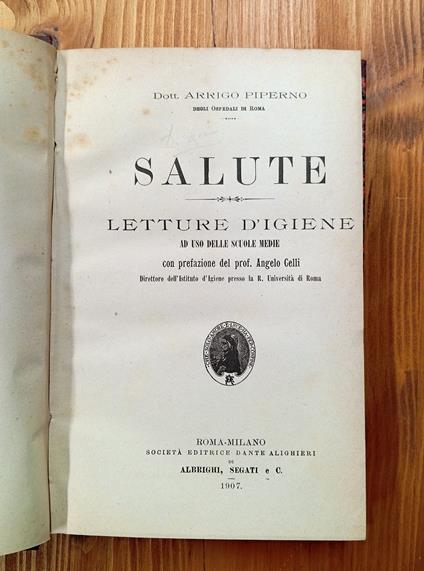 Dott. ARRIGO PIPERNO
DEGLI OSPEDALI DI ROMA
SALUTE
LETTURE D'IGIENE
AD USO DELLE SCUOLE MEDIE
con prefazione del prof. Angelo Celli
Direttore dell'Istituto d'Igiene presso la R. Università di Roma
ROMA-MILANO
SOCIETÀ EDITRICE DANTE ALIGHIERI
DI
ALBRIGHI, SEGATI e C.
1907.